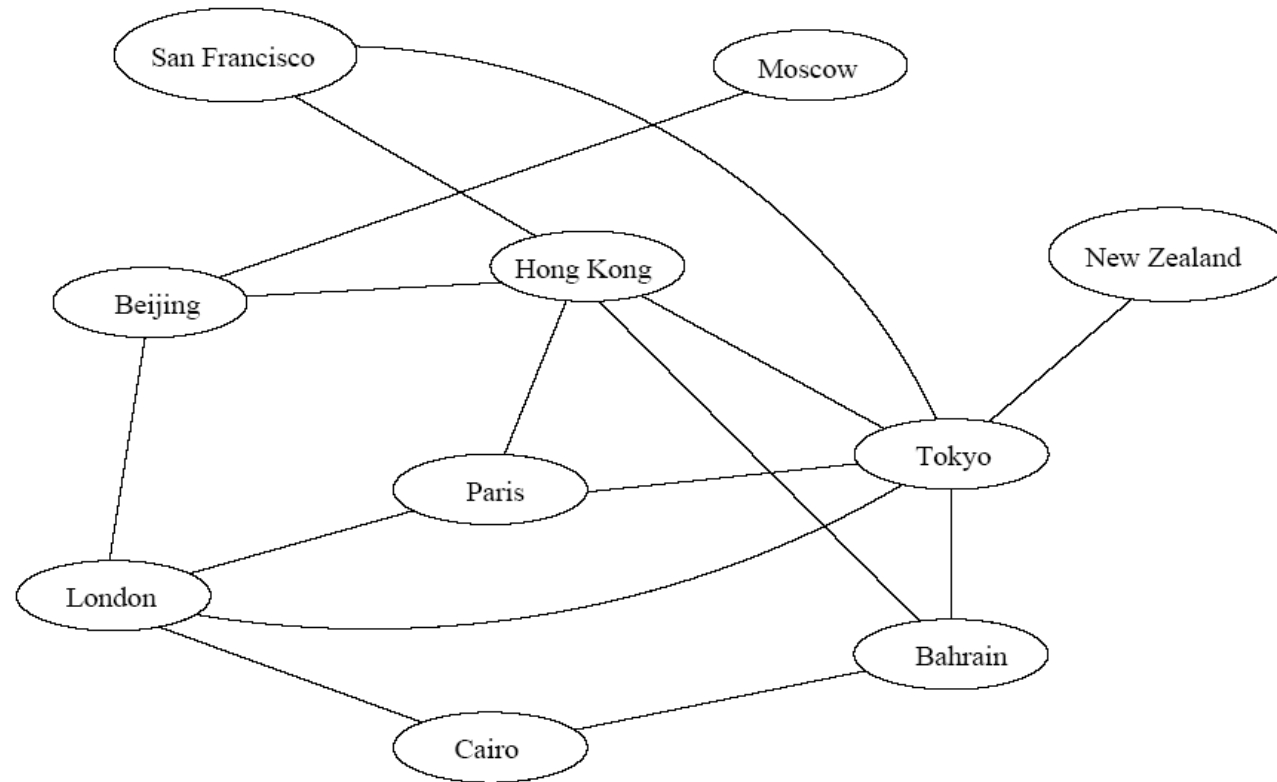 San Francisco
Moscow
New Zealand
Hong Kong
Beijing
Tokyo
Paris
London
Bahrain
Cairo